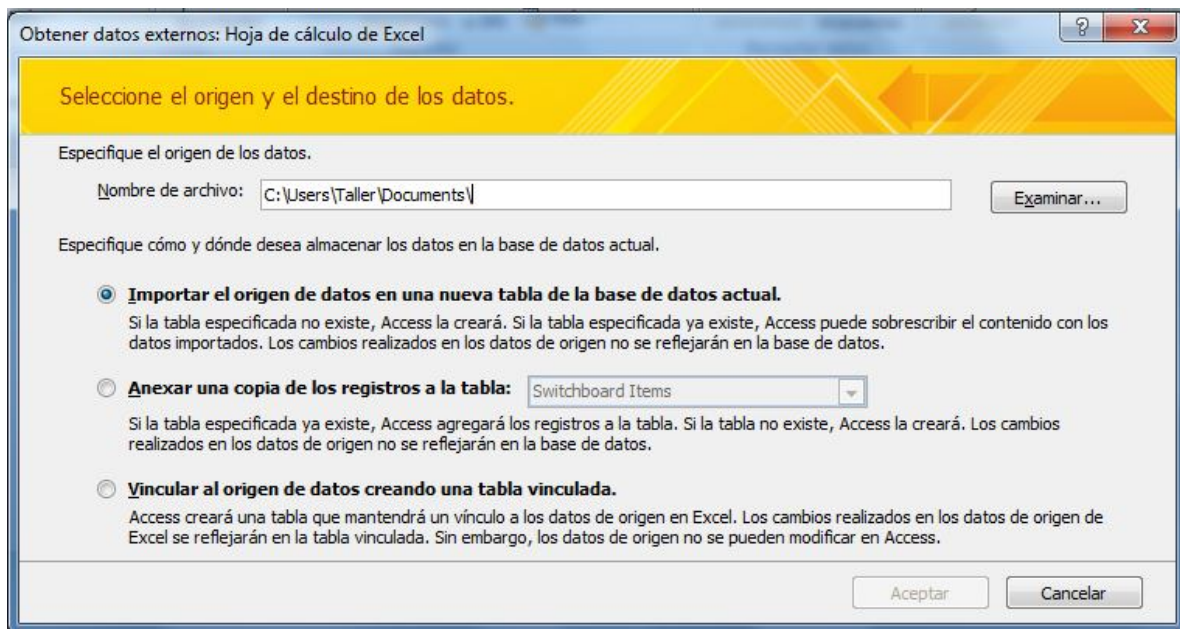 Obtener datos externos: Hoja de cálculo de Excel
Seleccione el origen y el destino de los datos.
Especifique el origen de los datos.
Nombre de archivo: C:\Users\Taller\Documents\ Examinar...
Especifique cómo y dónde desea almacenar los datos en la base de datos actual.
Importar el origen de datos en una nueva tabla de la base de datos actual.
Si la tabla especificada no existe, Access la creará. Si la tabla especificada ya existe, Access puede sobrescribir el contenido con los
datos importados. Los cambios realizados en los datos de origen no se reflejarán en la base de datos.
Anexar una copia de los registros a la tabla: Switchboard Items
Si la tabla especificada ya existe, Access agregará los registros a la tabla. Si la tabla no existe, Access la creará. Los cambios
realizados en los datos de origen no se reflejarán en la base de datos.
Vincular al origen de datos creando una tabla vinculada.
Access creará una tabla que mantendrá un vínculo a los datos de origen en Excel. Los cambios realizados en los datos de origen de
Excel se reflejarán en la tabla vinculada. Sin embargo, los datos de origen no se pueden modificar en Access.
Aceptar Cancelar